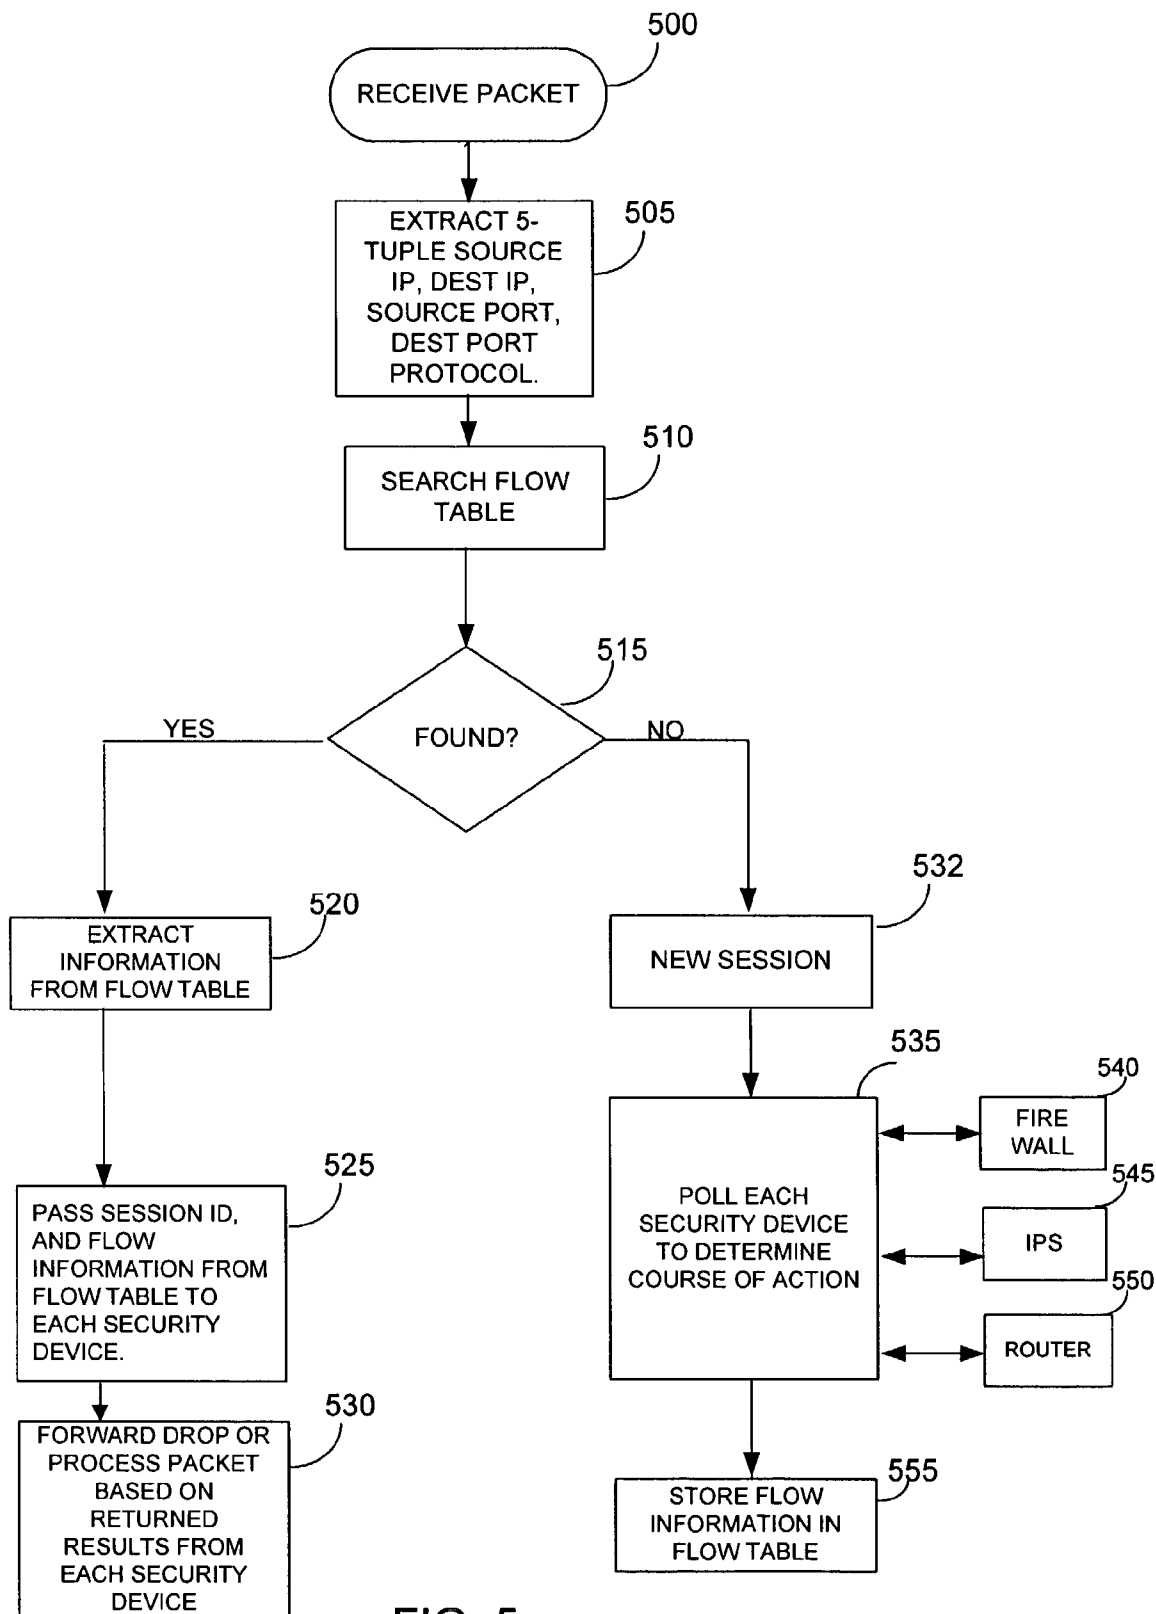 500
RECEIVE PACKET
505
EXTRACT 5-
TUPLE SOURCE
IP, DEST IP,
SOURCE PORT,
DEST PORT
PROTOCOL.
510
SEARCH FLOW
TABLE
515
FOUND?
YES
NO
520
EXTRACT
INFORMATION
FROM FLOW TABLE
525
PASS SESSION ID,
AND FLOW
INFORMATION FROM
FLOW TABLE TO
EACH SECURITY
DEVICE.
530
FORWARD DROP OR
PROCESS PACKET
BASED ON
RETURNED
RESULTS FROM
EACH SECURITY
DEVICE
532
NEW SESSION
535
POLL EACH
SECURITY DEVICE
TO DETERMINE
COURSE OF ACTION
540
FIRE
WALL
545
IPS
550
ROUTER
555
STORE FLOW
INFORMATION IN
FLOW TABLE
FIG. 5